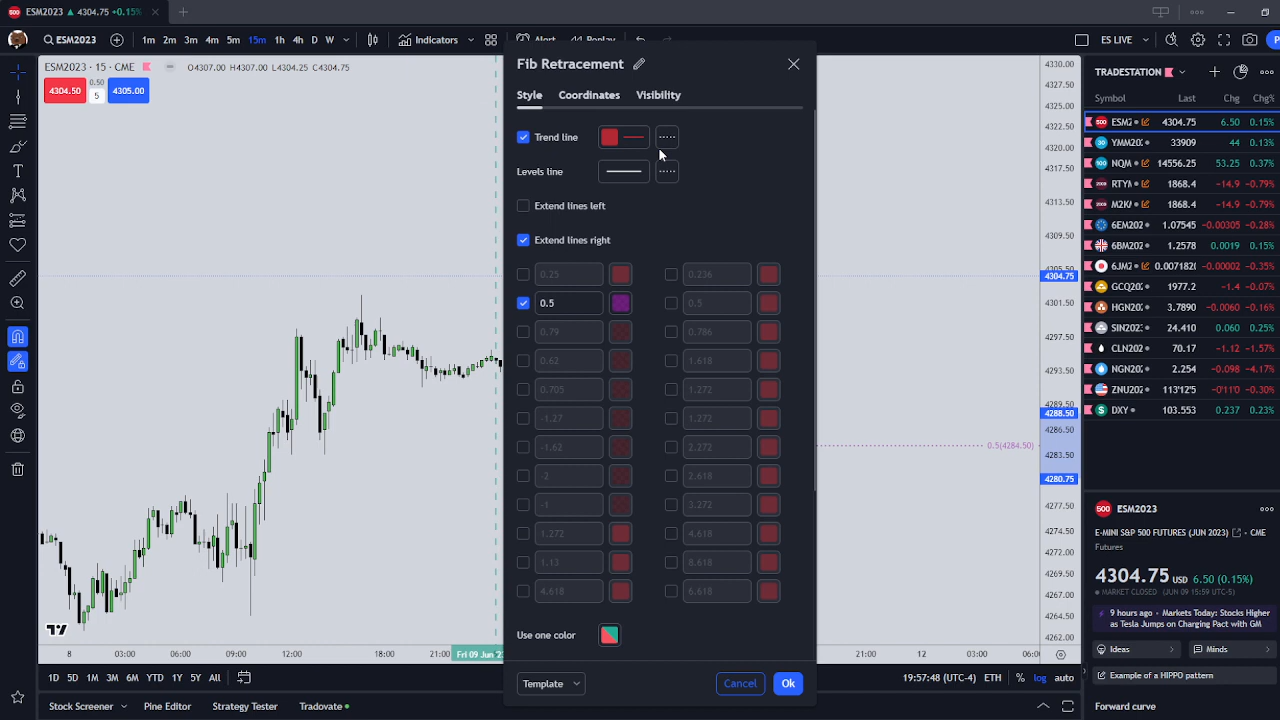 ESM2023 ▲ 4304.75 +0.15%
ESM2023 1m 2m 3m 4m 5m 15m 1h 4h D W Indicators Alert Replay ES LIVE
ESM2023 · 15 · CME O4307.00 H4307.00 L4304.25 C4304.75
4304.50 0.50 5 4305.00
Fib Retracement
Style Coordinates Visibility
Trend line
Levels line
Extend lines left
Extend lines right
0.25 0.236
0.5 0.5
0.79 0.786
0.62 1.618
0.705 1.272
-1.27 1.272
-1.62 2.272
-2 2.618
-1 3.272
1.272 4.618
1.13 8.618
4.618 6.618
Use one color
Template Cancel Ok
0.5(4284.50)
4330.00
4327.50
4325.00
4322.50
4320.00
4317.50
4313.50
4309.50
4304.75
4301.50
4297.50
4293.50
4289.50
4288.50
4286.50
4283.50
4280.75
4277.50
4274.50
4272.00
4269.50
4267.00
4264.50
4262.00
8 03:00 06:00 09:00 12:00 18:00 21:00 Fri 09 Jun 21:00 12 03:00
1D 5D 1M 3M 6M YTD 1Y 5Y All 19:57:48 (UTC-4) ETH % log auto
Stock Screener Pine Editor Strategy Tester Tradovate
TRADESTATION
Symbol Last Chg Chg%
ESM2 4304.75 6.50 0.15%
YMM20 33909 44 0.13%
NQM 14556.25 53.25 0.37%
RTYM 1868.4 -14.9 -0.79%
M2K 1868.4 -14.9 -0.79%
6EM202 1.07545 -0.00305 -0.28%
6BM202 1.2578 0.0019 0.15%
6JM2 0.007182 -0.00002 -0.35%
GCQ20 1977.2 -1.4 -0.07%
HGN20 3.7890 -0.0060 -0.16%
SIN202 24.410 0.060 0.25%
CLN202 70.17 -1.12 -1.57%
NGN20 2.254 -0.098 -4.17%
ZNU202 113'12'5 -0'11'0 -0.30%
DXY 103.553 0.237 0.23%
ESM2023
E-MINI S&P 500 FUTURES (JUN 2023) · CME
Futures
4304.75 USD 6.50 (0.15%)
MARKET CLOSED (JUN 09 15:59 UTC-5)
9 hours ago · Markets Today: Stocks Higher
as Tesla Jumps on Charging Pact with GM
Ideas Minds
Example of a HIPPO pattern
Forward curve